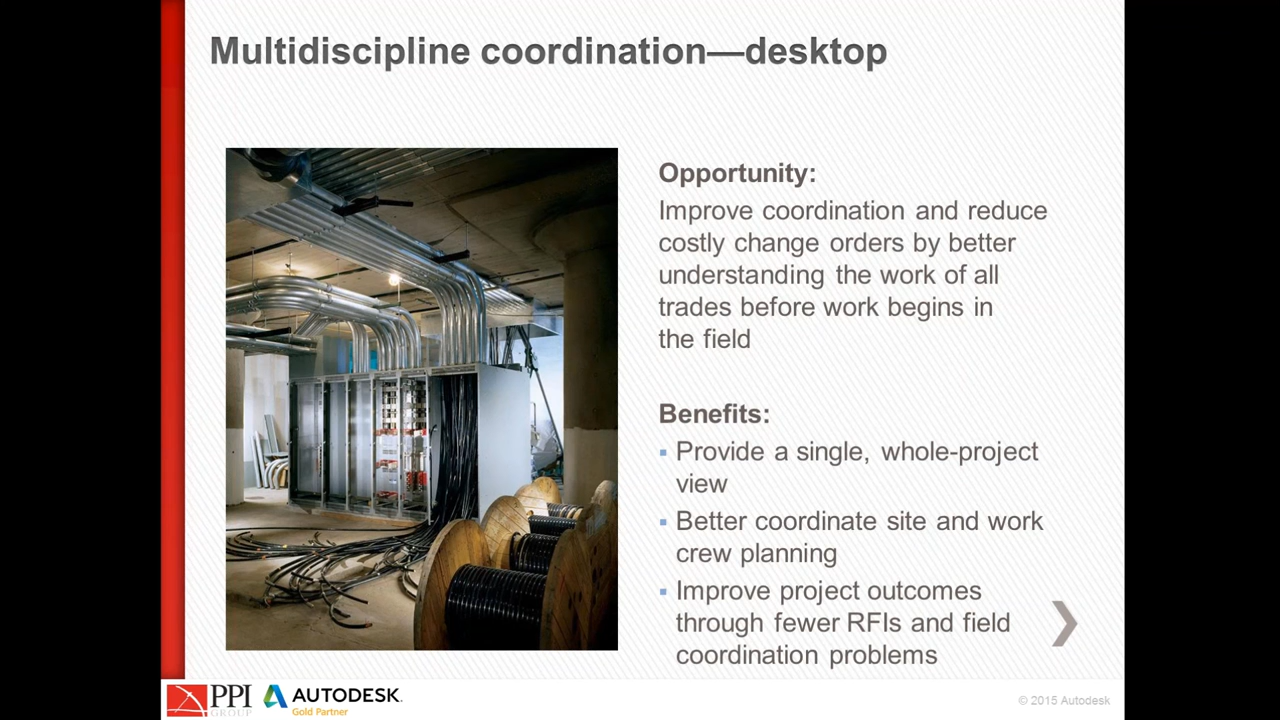 Multidiscipline coordination—desktop
Opportunity:
Improve coordination and reduce
costly change orders by better
understanding the work of all
trades before work begins in
the field
Benefits:
▪ Provide a single, whole-project
view
▪ Better coordinate site and work
crew planning
▪ Improve project outcomes
through fewer RFIs and field
coordination problems
PPI
GROUP
AUTODESK.
Gold Partner
© 2015 Autodesk